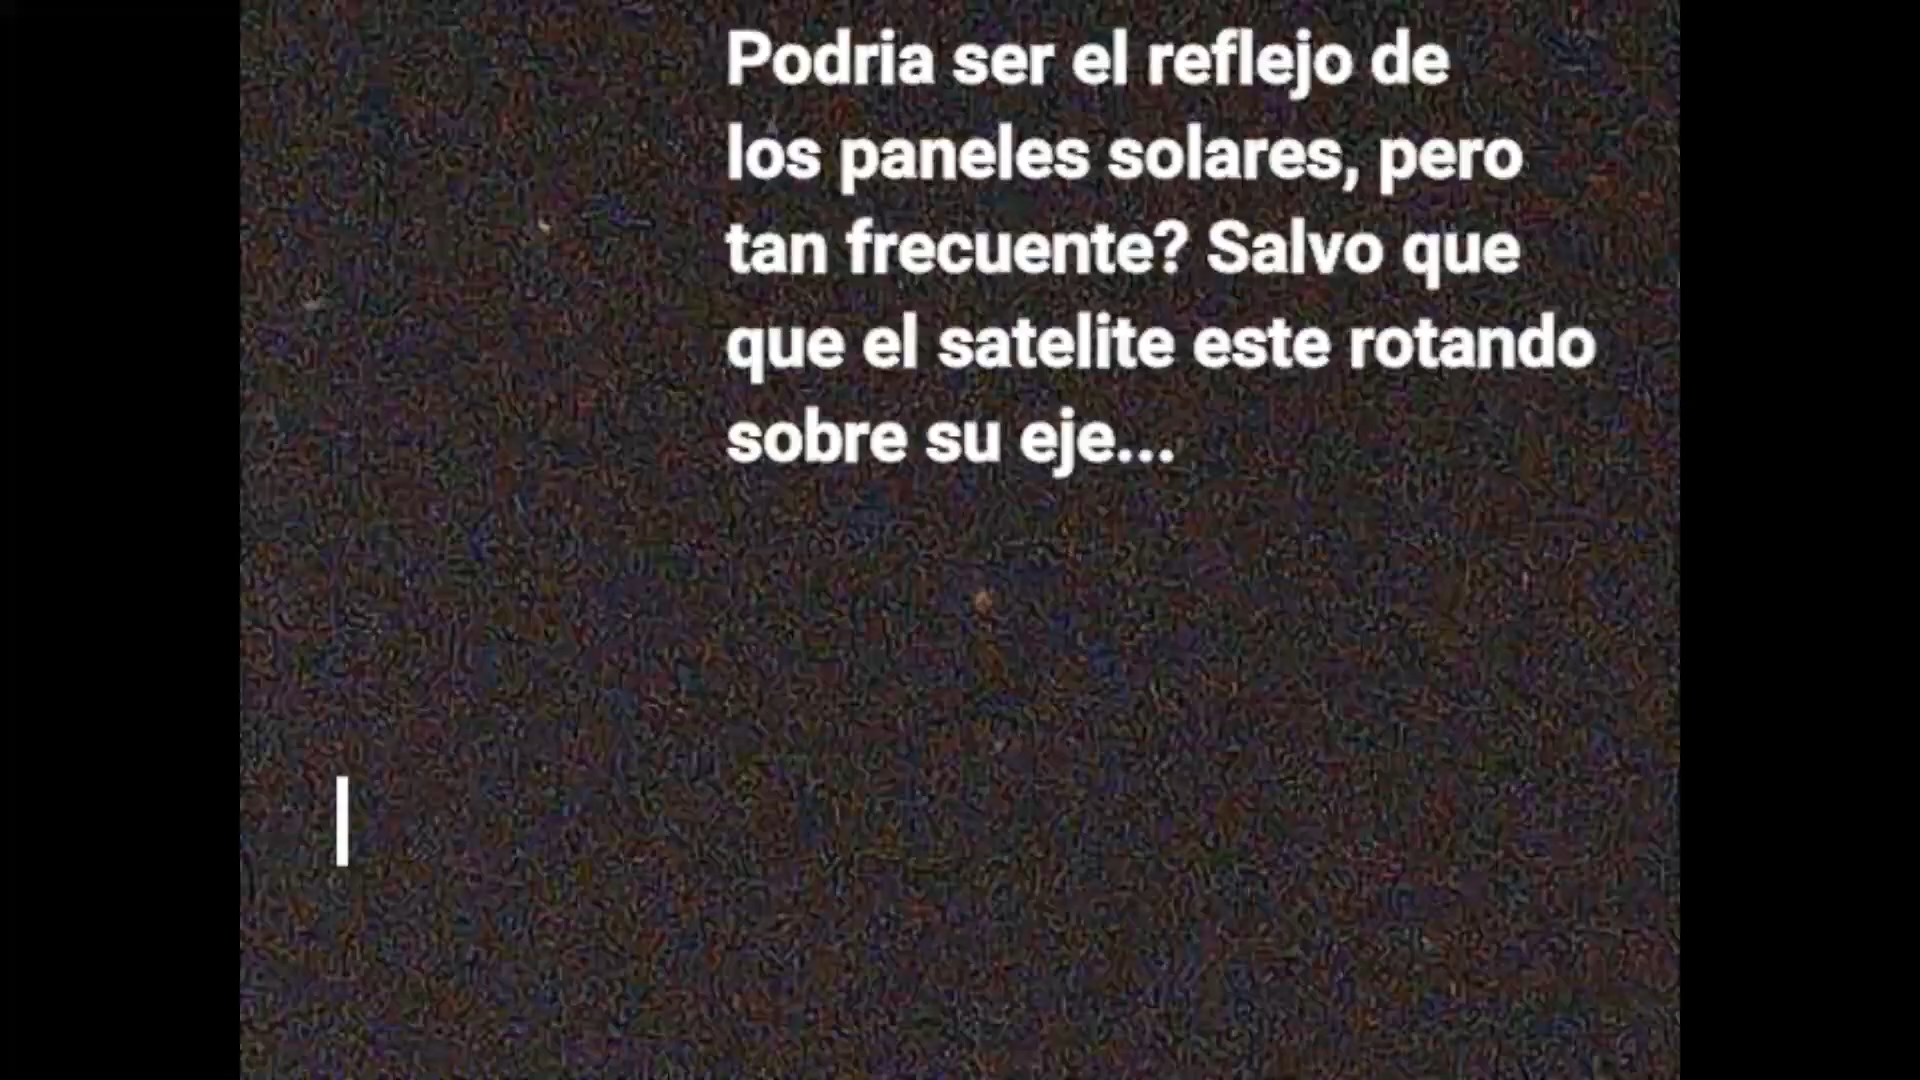 Podria ser el reflejo de
los paneles solares, pero
tan frecuente? Salvo que
que el satelite este rotando
sobre su eje...